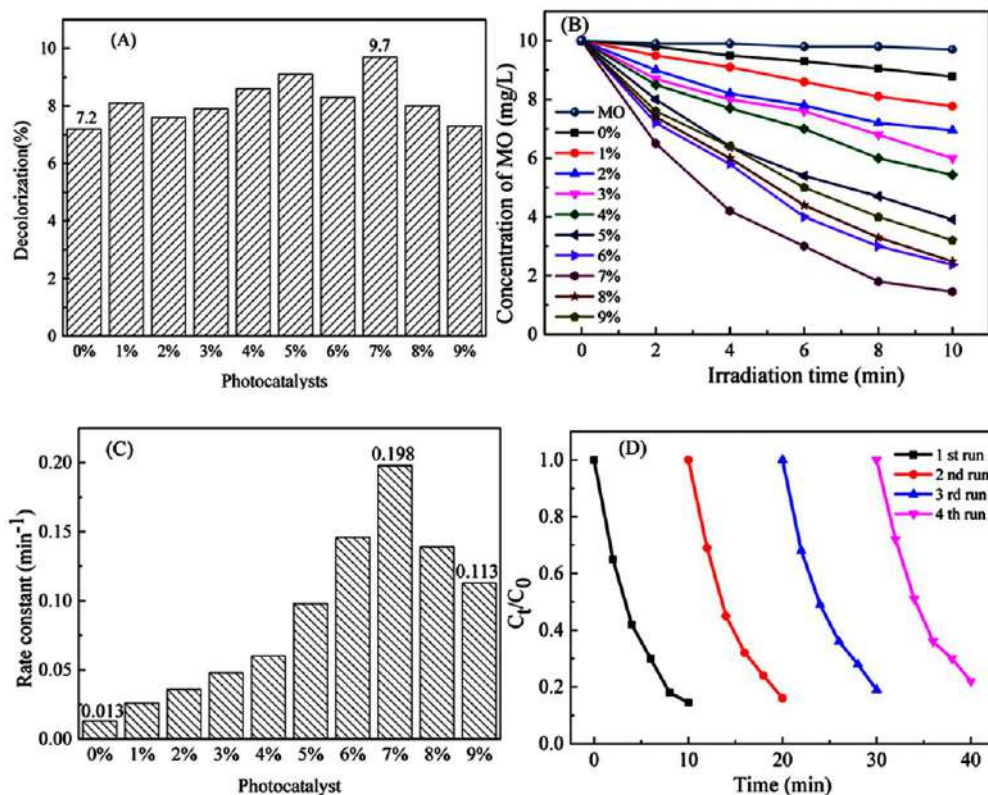 (A)
Decolorization(%)
10
8
6
4
2
0
7.2
9.7
0% 1% 2% 3% 4% 5% 6% 7% 8% 9%
Photocatalysts
(B)
Concentration of MO (mg/L)
10
8
6
4
2
0
MO
0%
1%
2%
3%
4%
5%
6%
7%
8%
9%
0 2 4 6 8 10
Irradiation time (min)
(C)
Rate constant (min⁻¹)
0.20
0.15
0.10
0.05
0.00
0.013
0.198
0.113
0% 1% 2% 3% 4% 5% 6% 7% 8% 9%
Photocatalyst
(D)
Ct/C0
1.0
0.8
0.6
0.4
0.2
0.0
1 st run
2 nd run
3 rd run
4 th run
0 10 20 30 40
Time (min)